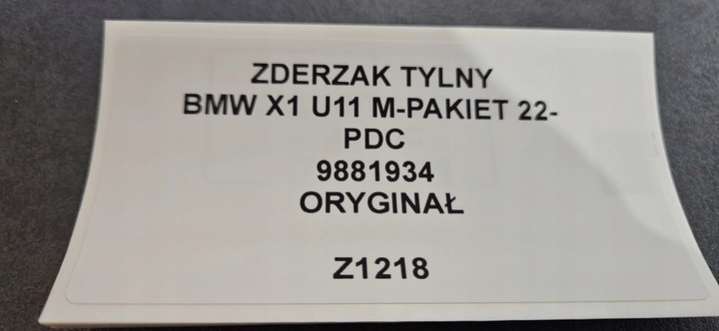 ZDERZAK TYLNY
BMW X1 U11 M-PAKIET 22-
PDC
9881934
ORYGINAŁ
Z1218